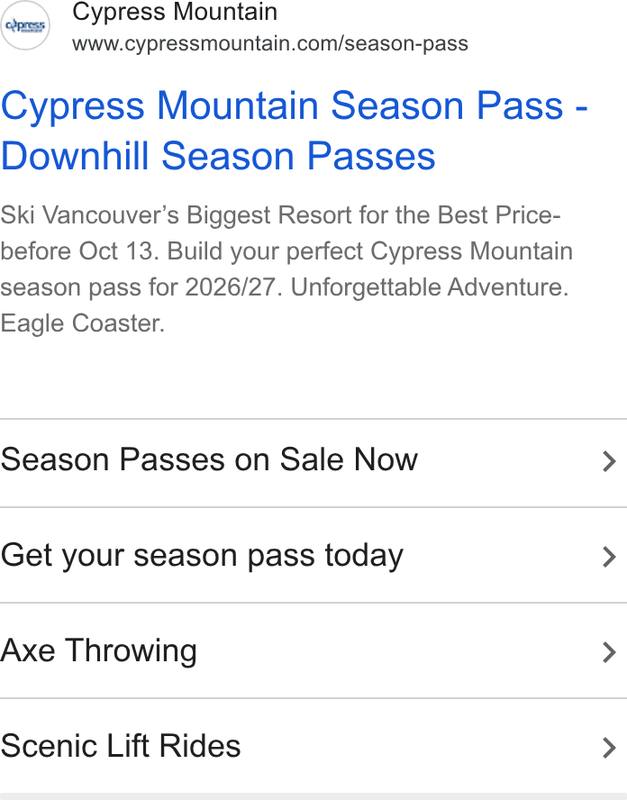 cypress
Cypress Mountain
www.cypressmountain.com/season-pass
Cypress Mountain Season Pass -
Downhill Season Passes
Ski Vancouver’s Biggest Resort for the Best Price-
before Oct 13. Build your perfect Cypress Mountain
season pass for 2026/27. Unforgettable Adventure.
Eagle Coaster.
Season Passes on Sale Now
Get your season pass today
Axe Throwing
Scenic Lift Rides